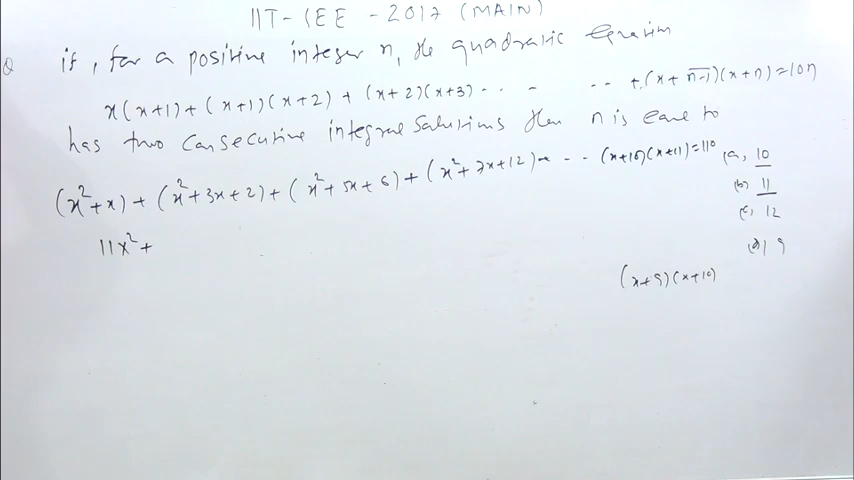 IIT-JEE - 2017 (MAIN)
Q if, for a positive integer n, the quadratic Equation
x(x+1)+(x+1)(x+2)+(x+2)(x+3)-- - - -- +(x+n-1)(x+n)=10n
has two consecutive integral solutions then n is equal to
(x²+x)+(x²+3x+2)+(x²+5x+6)+(x²+7x+12)+-- (x+10)(x+11)=110
(a) 10
(b) 11
(c) 12
(d) 9
11x²+
(x+9)(x+10)